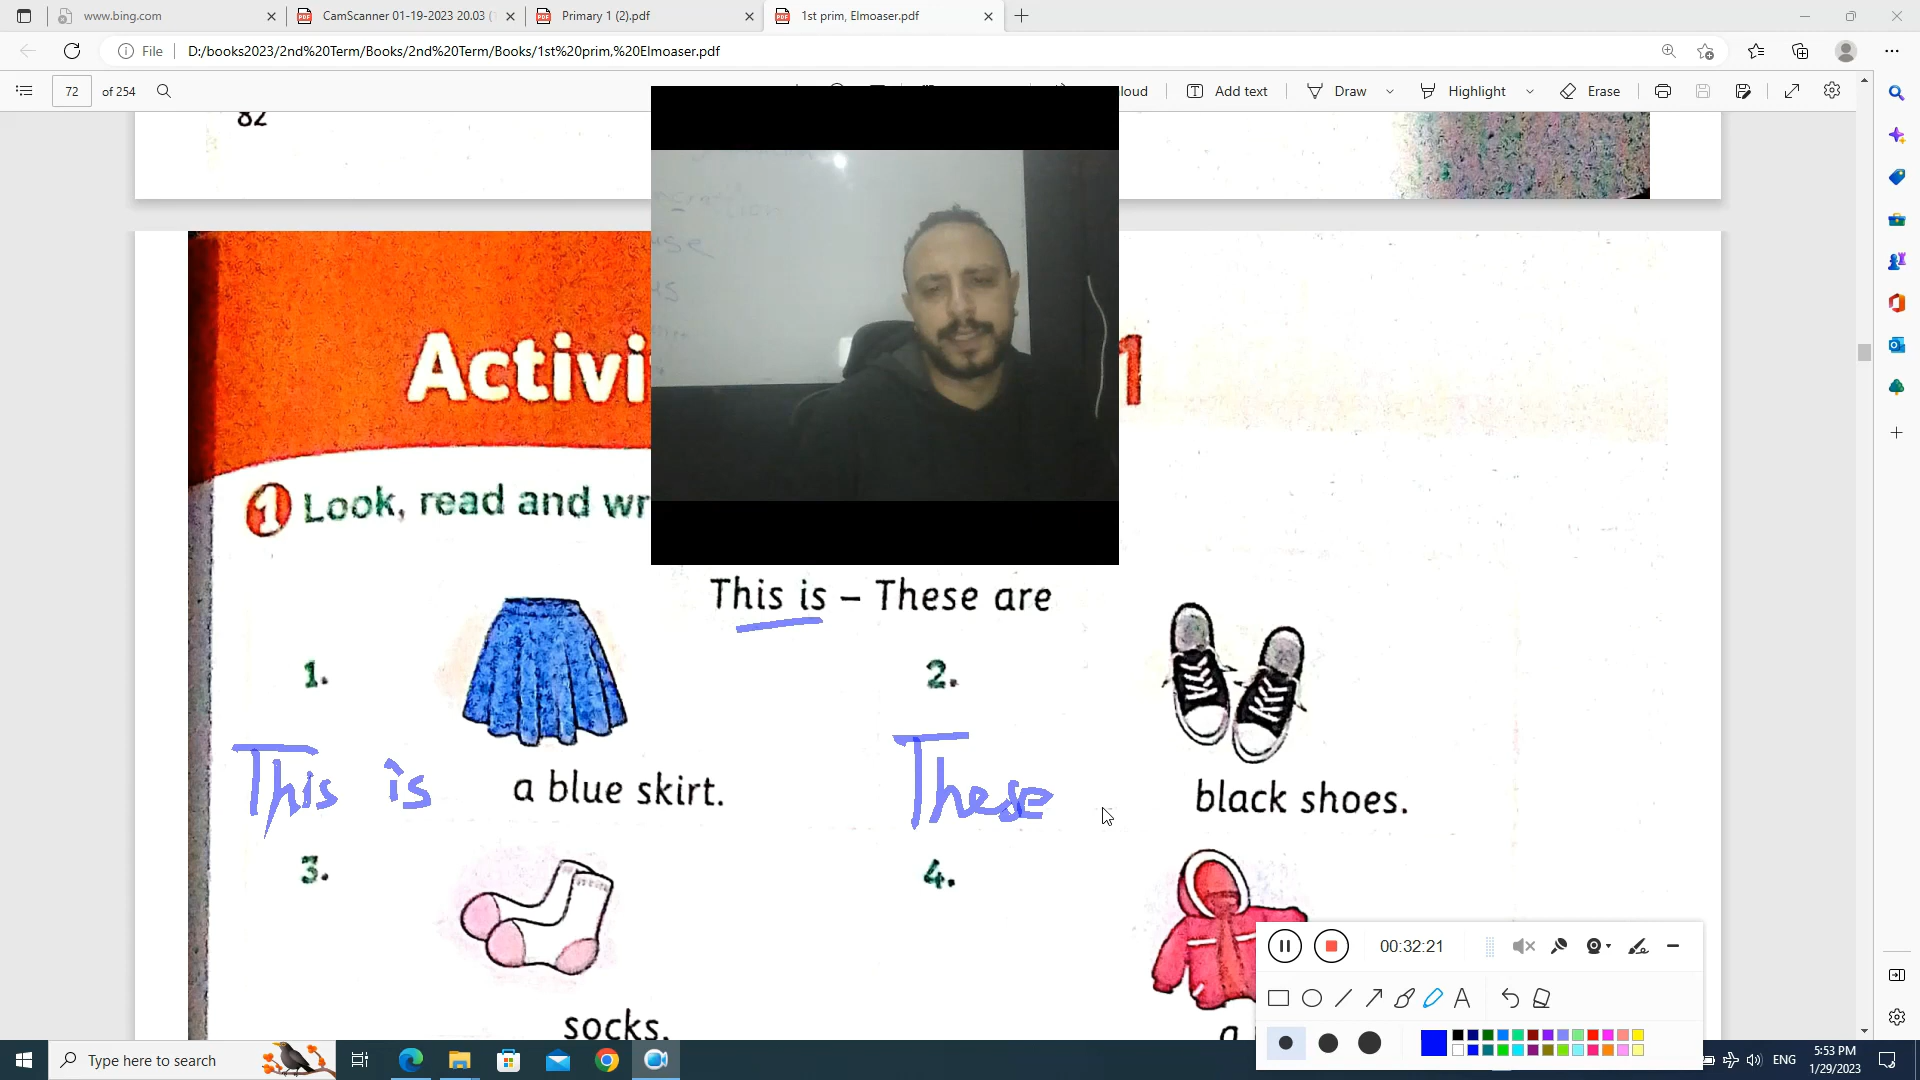 www.bing.com
CamScanner 01-19-2023 20.03 (
Primary 1 (2).pdf
1st prim, Elmoaser.pdf
File
D:/books2023/2nd%20Term/Books/2nd%20Term/Books/1st%20prim,%20Elmoaser.pdf
72 of 254
Add text
Draw
Highlight
Erase
82
Activi
1
1 Look, read and wr
This is – These are
1.
2.
This is a blue skirt.
These black shoes.
3.
4.
socks.
a
00:32:21
Type here to search
ENG
5:53 PM
1/29/2023